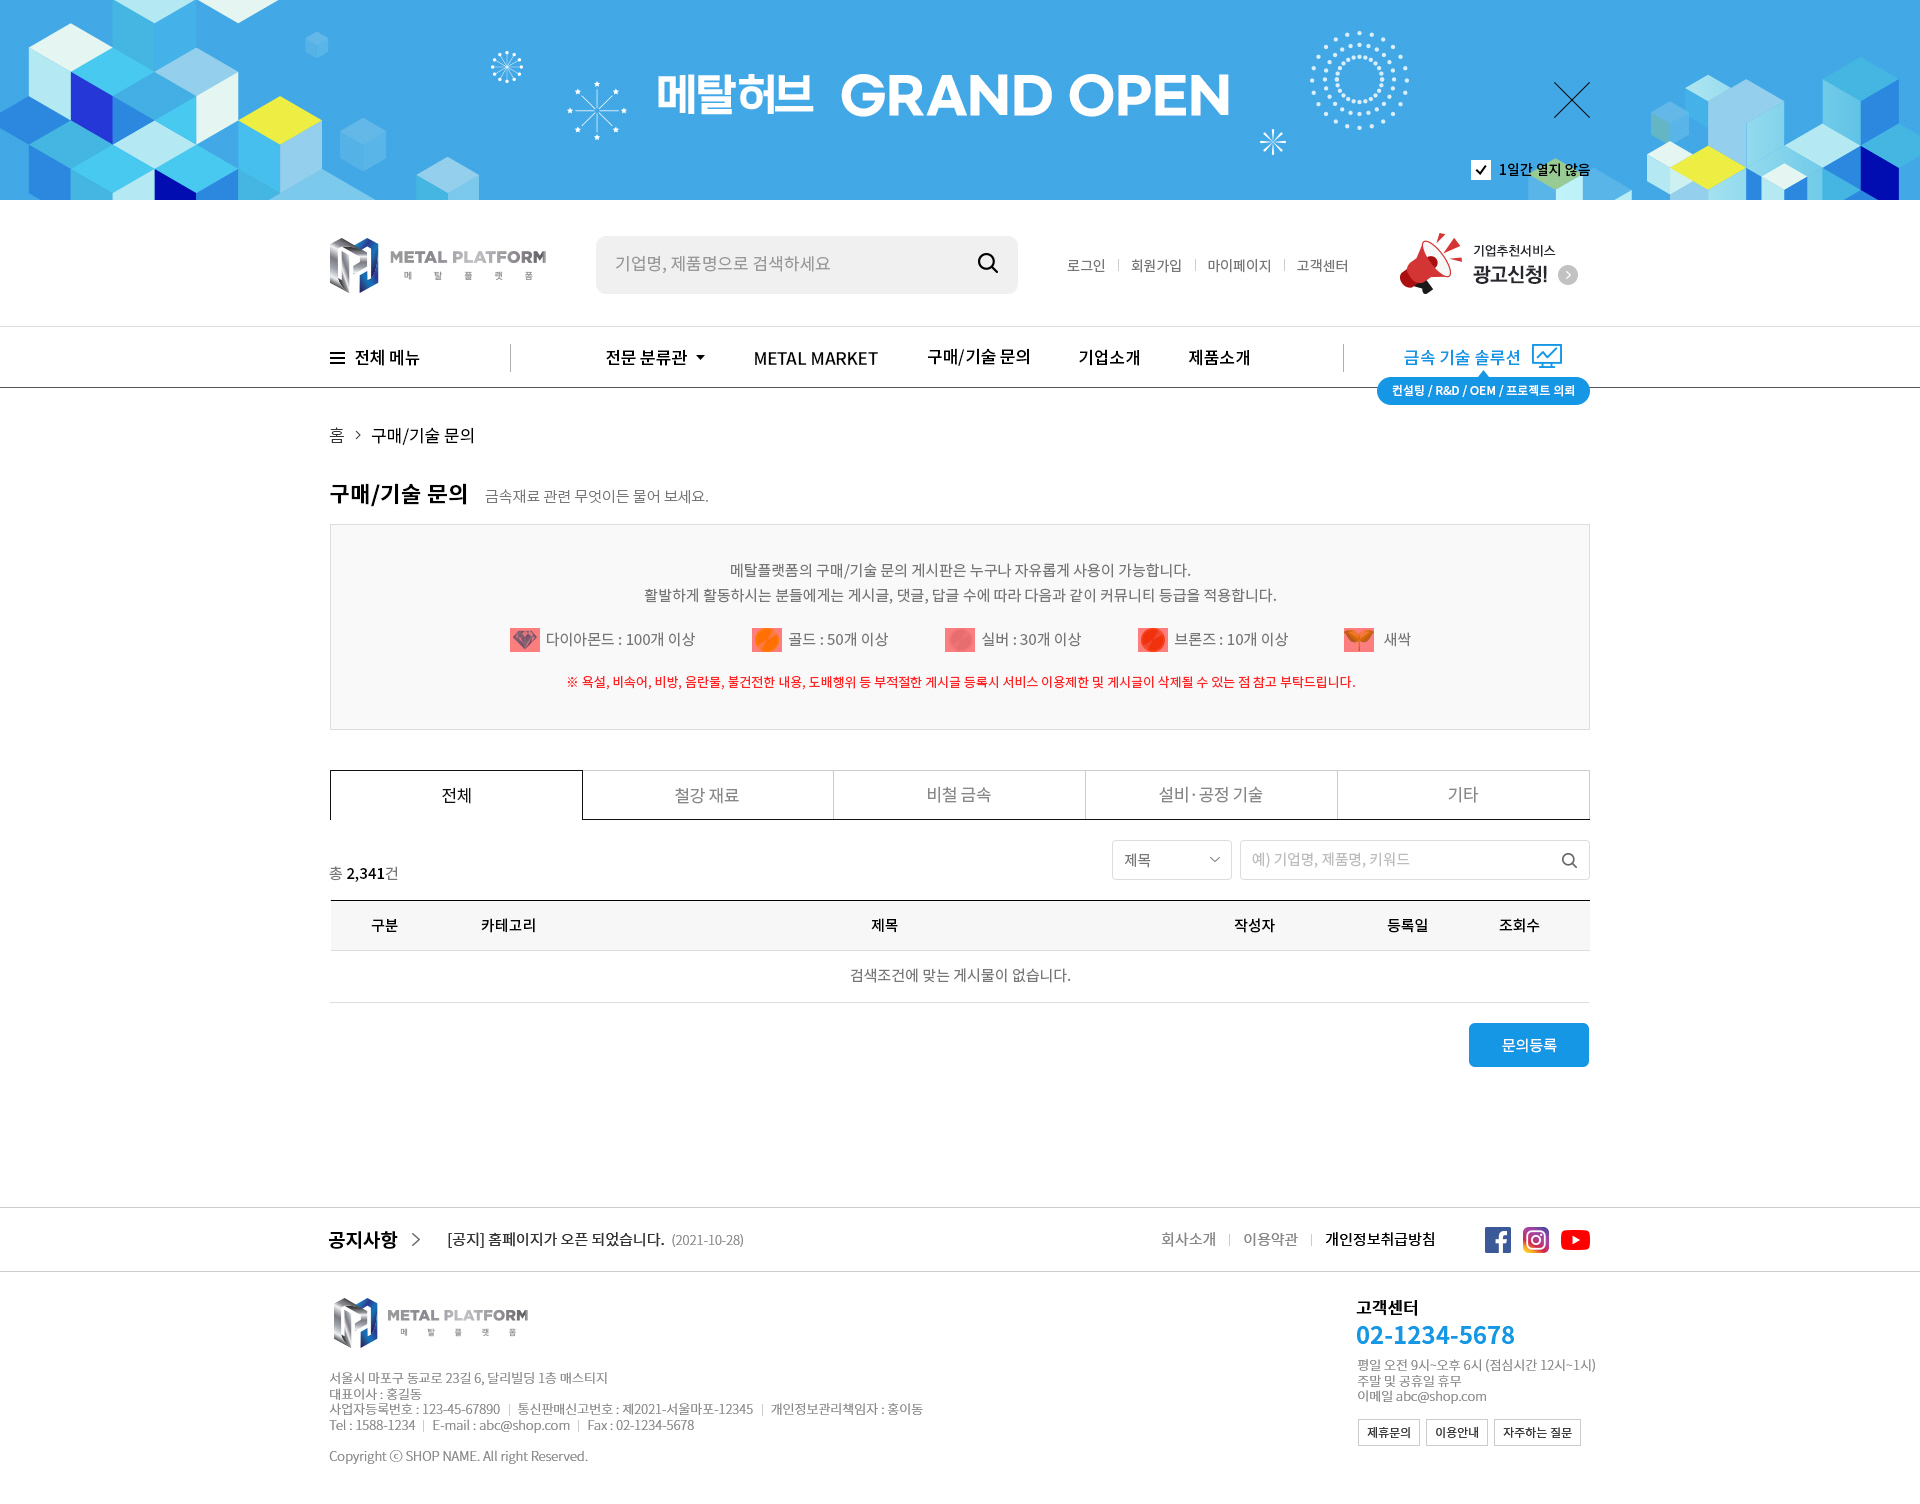 메탈허브 GRAND OPEN
1일간 열지 않음
METAL PLATFORM
메 탈 플 랫 폼
기업명, 제품명으로 검색하세요
로그인 회원가입 마이페이지 고객센터
기업추천서비스
광고신청!
전체 메뉴 전문 분류관 METAL MARKET 구매/기술 문의 기업소개 제품소개 금속 기술 솔루션
컨설팅 / R&D / OEM / 프로젝트 의뢰
홈 > 구매/기술 문의
구매/기술 문의 금속재료 관련 무엇이든 물어 보세요.
메탈플랫폼의 구매/기술 문의 게시판은 누구나 자유롭게 사용이 가능합니다.
활발하게 활동하시는 분들에게는 게시글, 댓글, 답글 수에 따라 다음과 같이 커뮤니티 등급을 적용합니다.
다이아몬드 : 100개 이상 골드 : 50개 이상 실버 : 30개 이상 브론즈 : 10개 이상 새싹
※ 욕설, 비속어, 비방, 음란물, 불건전한 내용, 도배행위 등 부적절한 게시글 등록시 서비스 이용제한 및 게시글이 삭제될 수 있는 점 참고 부탁드립니다.
전체 철강 재료 비철 금속 설비·공정 기술 기타
총 2,341건 제목 예) 기업명, 제품명, 키워드
구분 카테고리 제목 작성자 등록일 조회수
검색조건에 맞는 게시물이 없습니다.
문의등록
공지사항 [공지] 홈페이지가 오픈 되었습니다. (2021-10-28) 회사소개 이용약관 개인정보취급방침
METAL PLATFORM
메 탈 플 랫 폼
서울시 마포구 동교로 23길 6, 달리빌딩 1층 매스티지
대표이사 : 홍길동
사업자등록번호 : 123-45-67890 통신판매신고번호 : 제2021-서울마포-12345 개인정보관리책임자 : 홍이동
Tel : 1588-1234 E-mail : abc@shop.com Fax : 02-1234-5678
Copyright ⓒ SHOP NAME. All right Reserved.
고객센터
02-1234-5678
평일 오전 9시~오후 6시 (점심시간 12시~1시)
주말 및 공휴일 휴무
이메일 abc@shop.com
제휴문의 이용안내 자주하는 질문